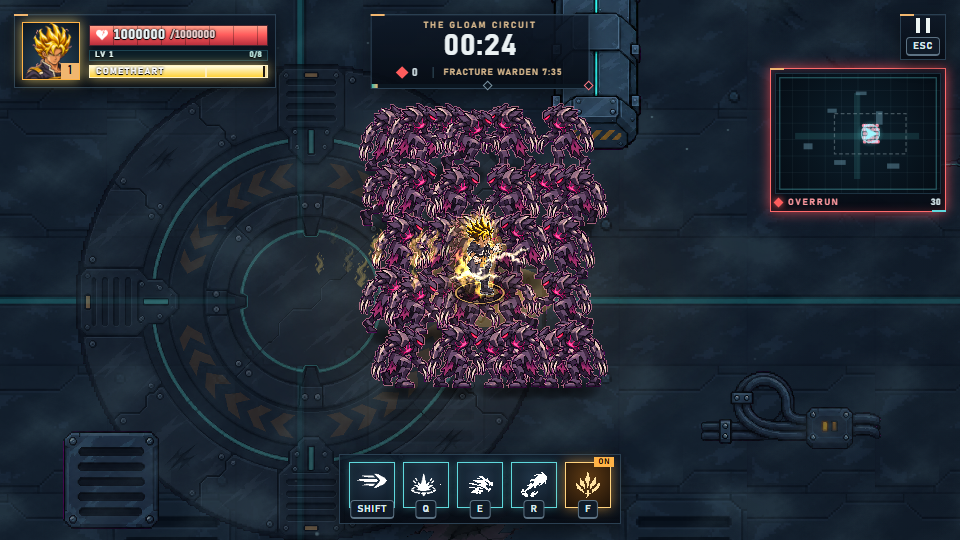 1000000 /1000000
LV 1
0/8
COMETHEART
1
THE GLOAM CIRCUIT
00:24
0
FRACTURE WARDEN 7:35
ESC
OVERRUN
30
ON
SHIFT
Q
E
R
F